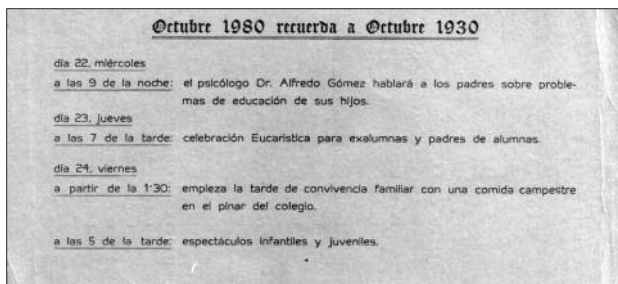 Octubre 1980 recuerda a Octubre 1930
día 22, miércoles
a las 9 de la noche: el psicólogo Dr. Alfredo Gómez hablará a los padres sobre proble-
mas de educación de sus hijos.
día 23, jueves
a las 7 de la tarde: celebración Eucarística para exalumnas y padres de alumnas.
día 24, viernes
a partir de la 1'30: empieza la tarde de convivencia familiar con una comida campestre
en el pinar del colegio.
a las 5 de la tarde: espectáculos infantiles y juveniles.